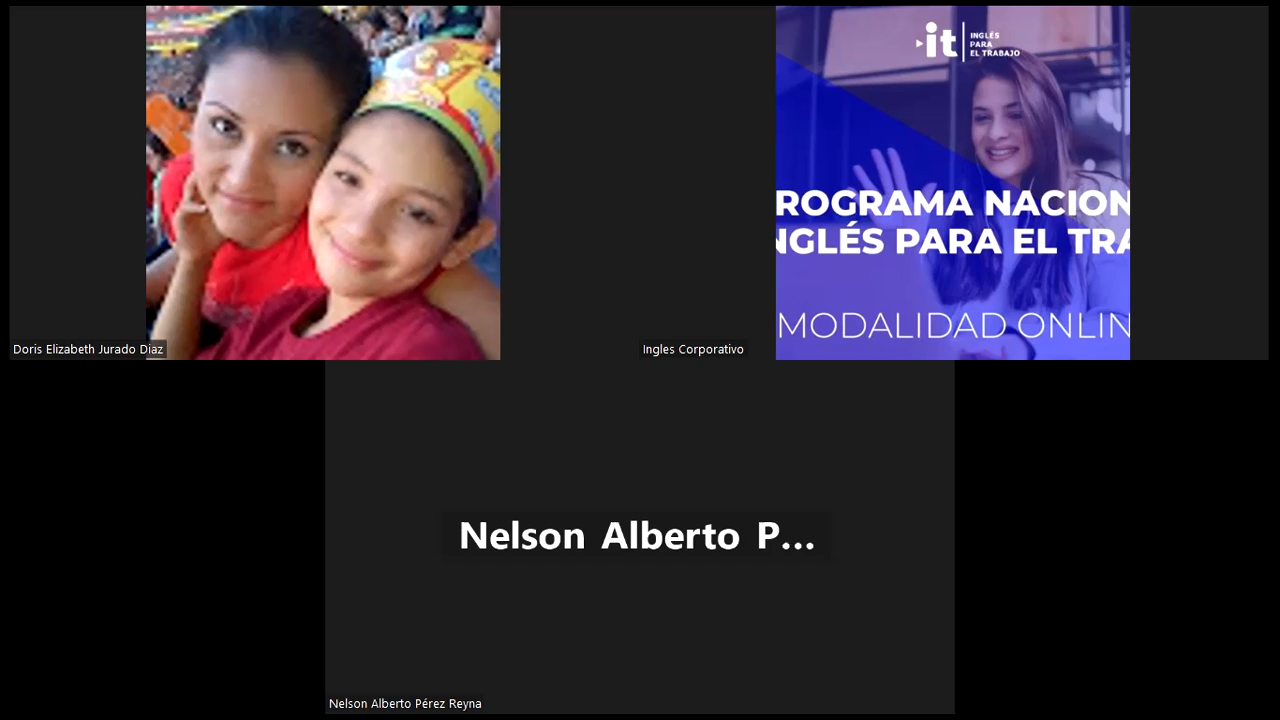 it
INGLÉS
PARA
EL TRABAJO
ROGRAMA NACION
NGLÉS PARA EL TRA
MODALIDAD ONLIN
Doris Elizabeth Jurado Diaz
Ingles Corporativo
Nelson Alberto P...
Nelson Alberto Pérez Reyna